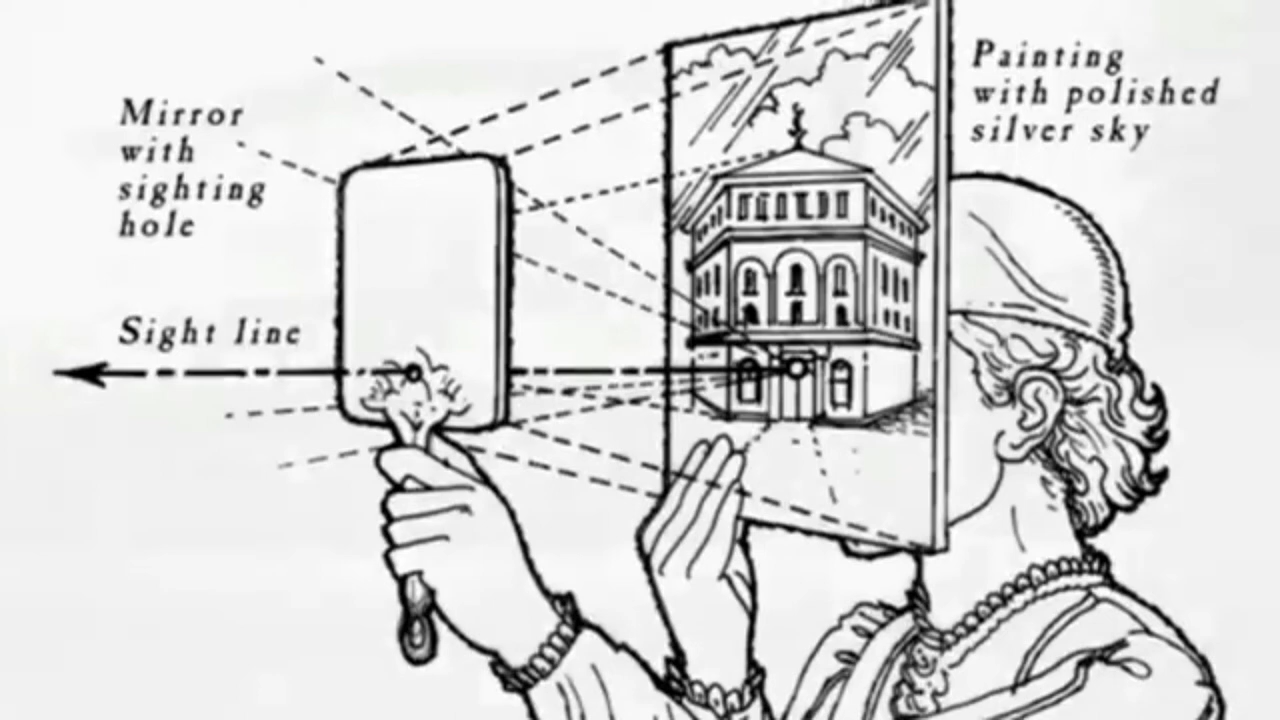 Mirror
with
sighting
hole
Sight line
Painting
with polished
silver sky